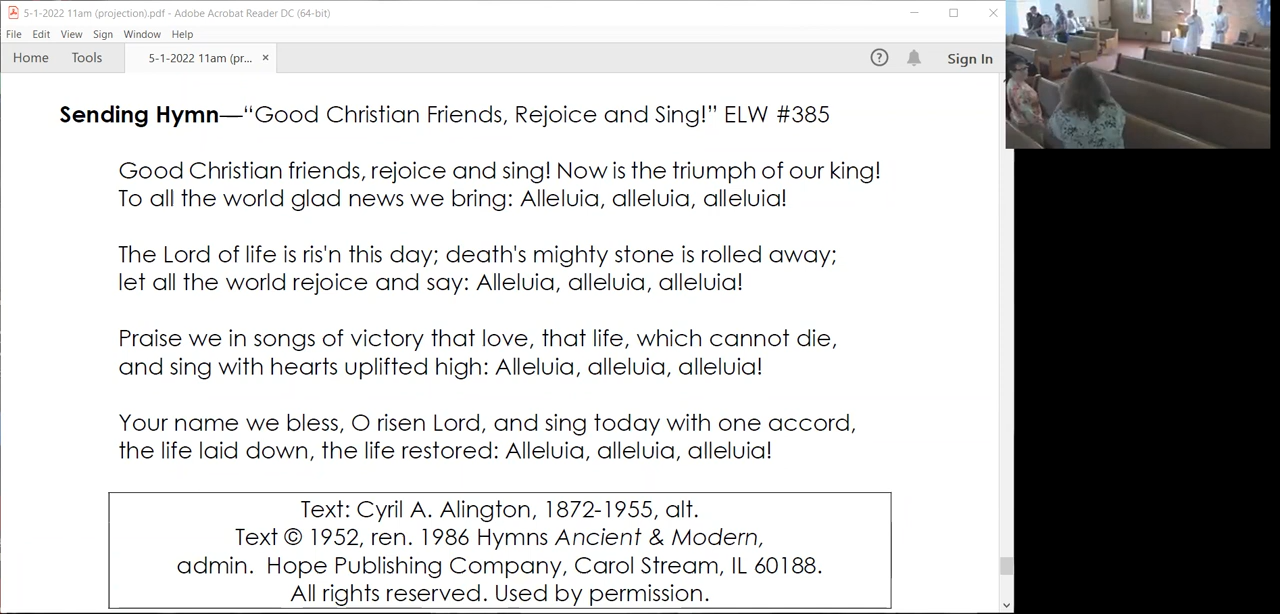 5-1-2022 11am (projection).pdf - Adobe Acrobat Reader DC (64-bit)
File Edit View Sign Window Help
Home Tools 5-1-2022 11am (pr... × Sign In
Sending Hymn—“Good Christian Friends, Rejoice and Sing!” ELW #385
Good Christian friends, rejoice and sing! Now is the triumph of our king!
To all the world glad news we bring: Alleluia, alleluia, alleluia!
The Lord of life is ris'n this day; death's mighty stone is rolled away;
let all the world rejoice and say: Alleluia, alleluia, alleluia!
Praise we in songs of victory that love, that life, which cannot die,
and sing with hearts uplifted high: Alleluia, alleluia, alleluia!
Your name we bless, O risen Lord, and sing today with one accord,
the life laid down, the life restored: Alleluia, alleluia, alleluia!
Text: Cyril A. Alington, 1872-1955, alt.
Text © 1952, ren. 1986 Hymns Ancient & Modern,
admin. Hope Publishing Company, Carol Stream, IL 60188.
All rights reserved. Used by permission.